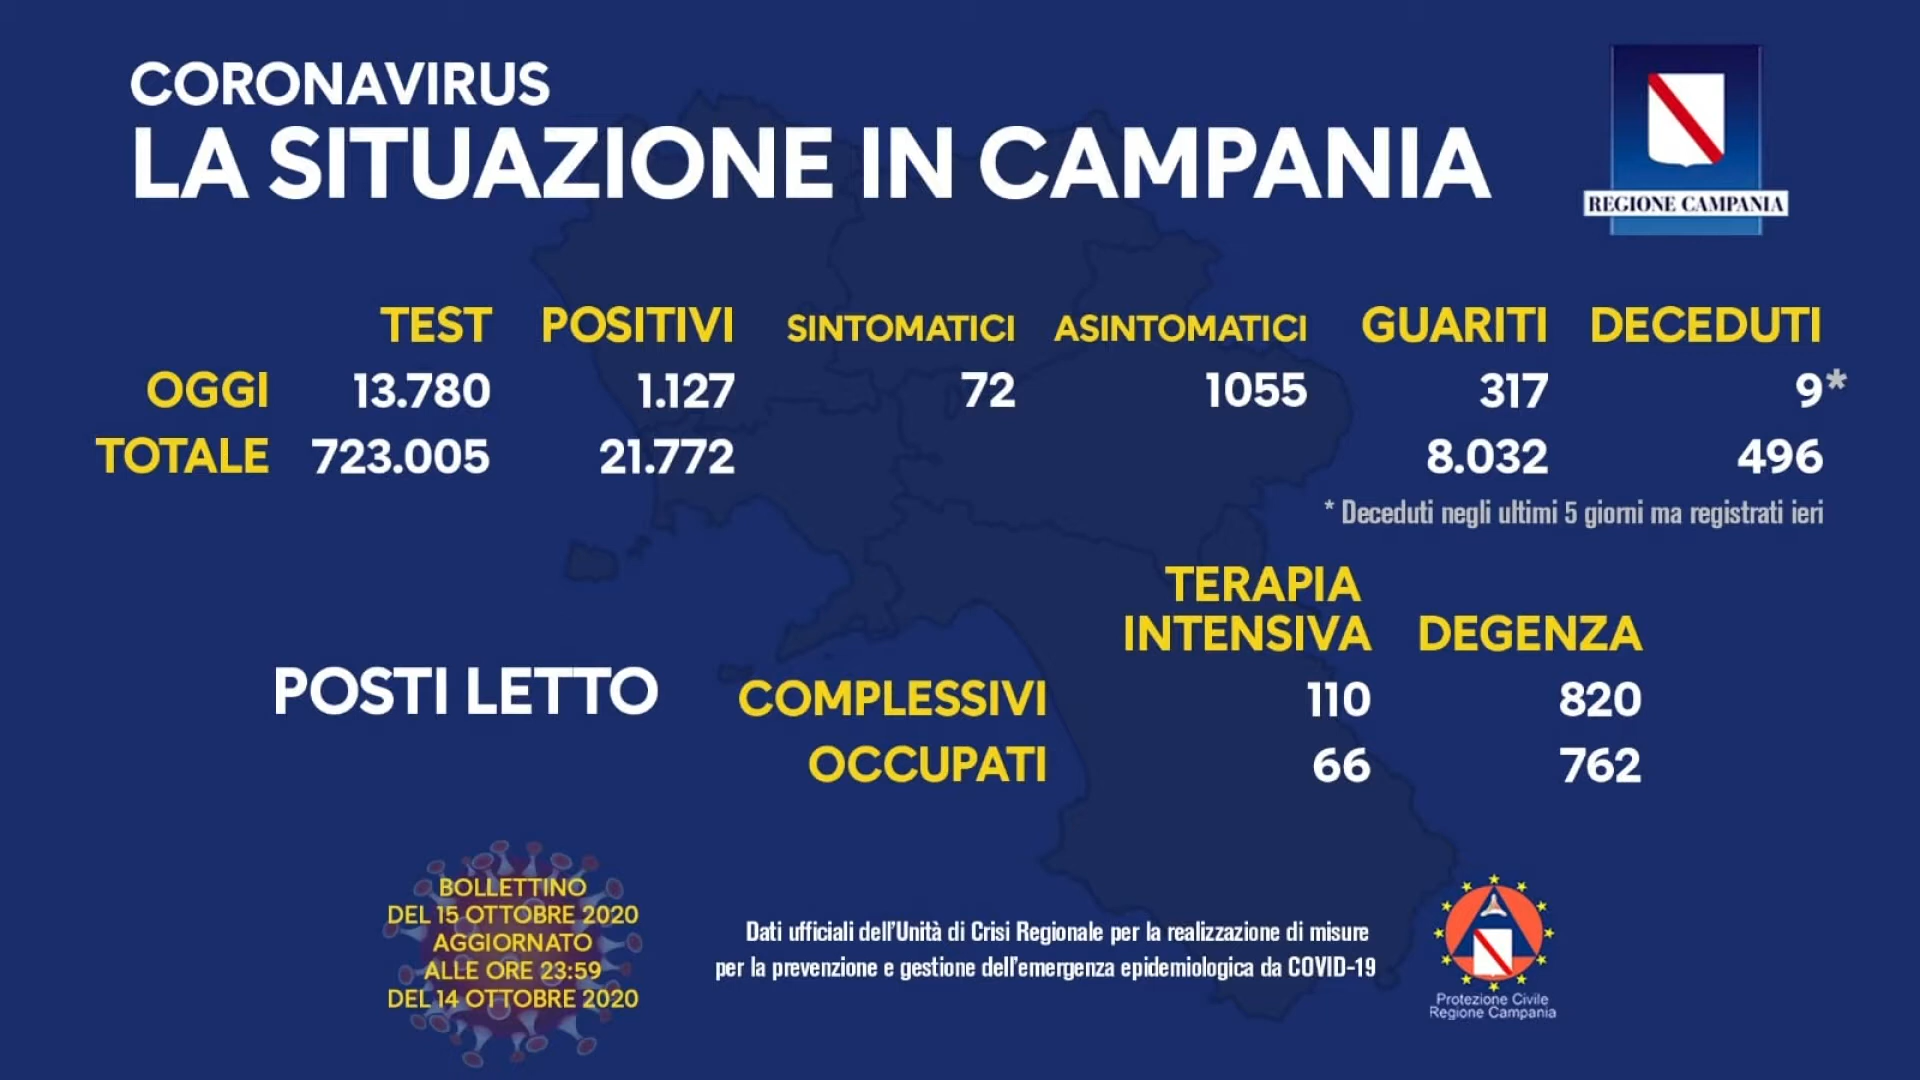 CORONAVIRUS
LA SITUAZIONE IN CAMPANIA
REGIONE CAMPANIA
TEST POSITIVI SINTOMATICI ASINTOMATICI GUARITI DECEDUTI
OGGI 13.780 1.127 72 1055 317 9*
TOTALE 723.005 21.772 8.032 496
* Deceduti negli ultimi 5 giorni ma registrati ieri
TERAPIA
INTENSIVA DEGENZA
POSTI LETTO
COMPLESSIVI 110 820
OCCUPATI 66 762
BOLLETTINO
DEL 15 OTTOBRE 2020
AGGIORNATO
ALLE ORE 23:59
DEL 14 OTTOBRE 2020
Dati ufficiali dell'Unità di Crisi Regionale per la realizzazione di misure
per la prevenzione e gestione dell'emergenza epidemiologica da COVID-19
Protezione Civile
Regione Campania